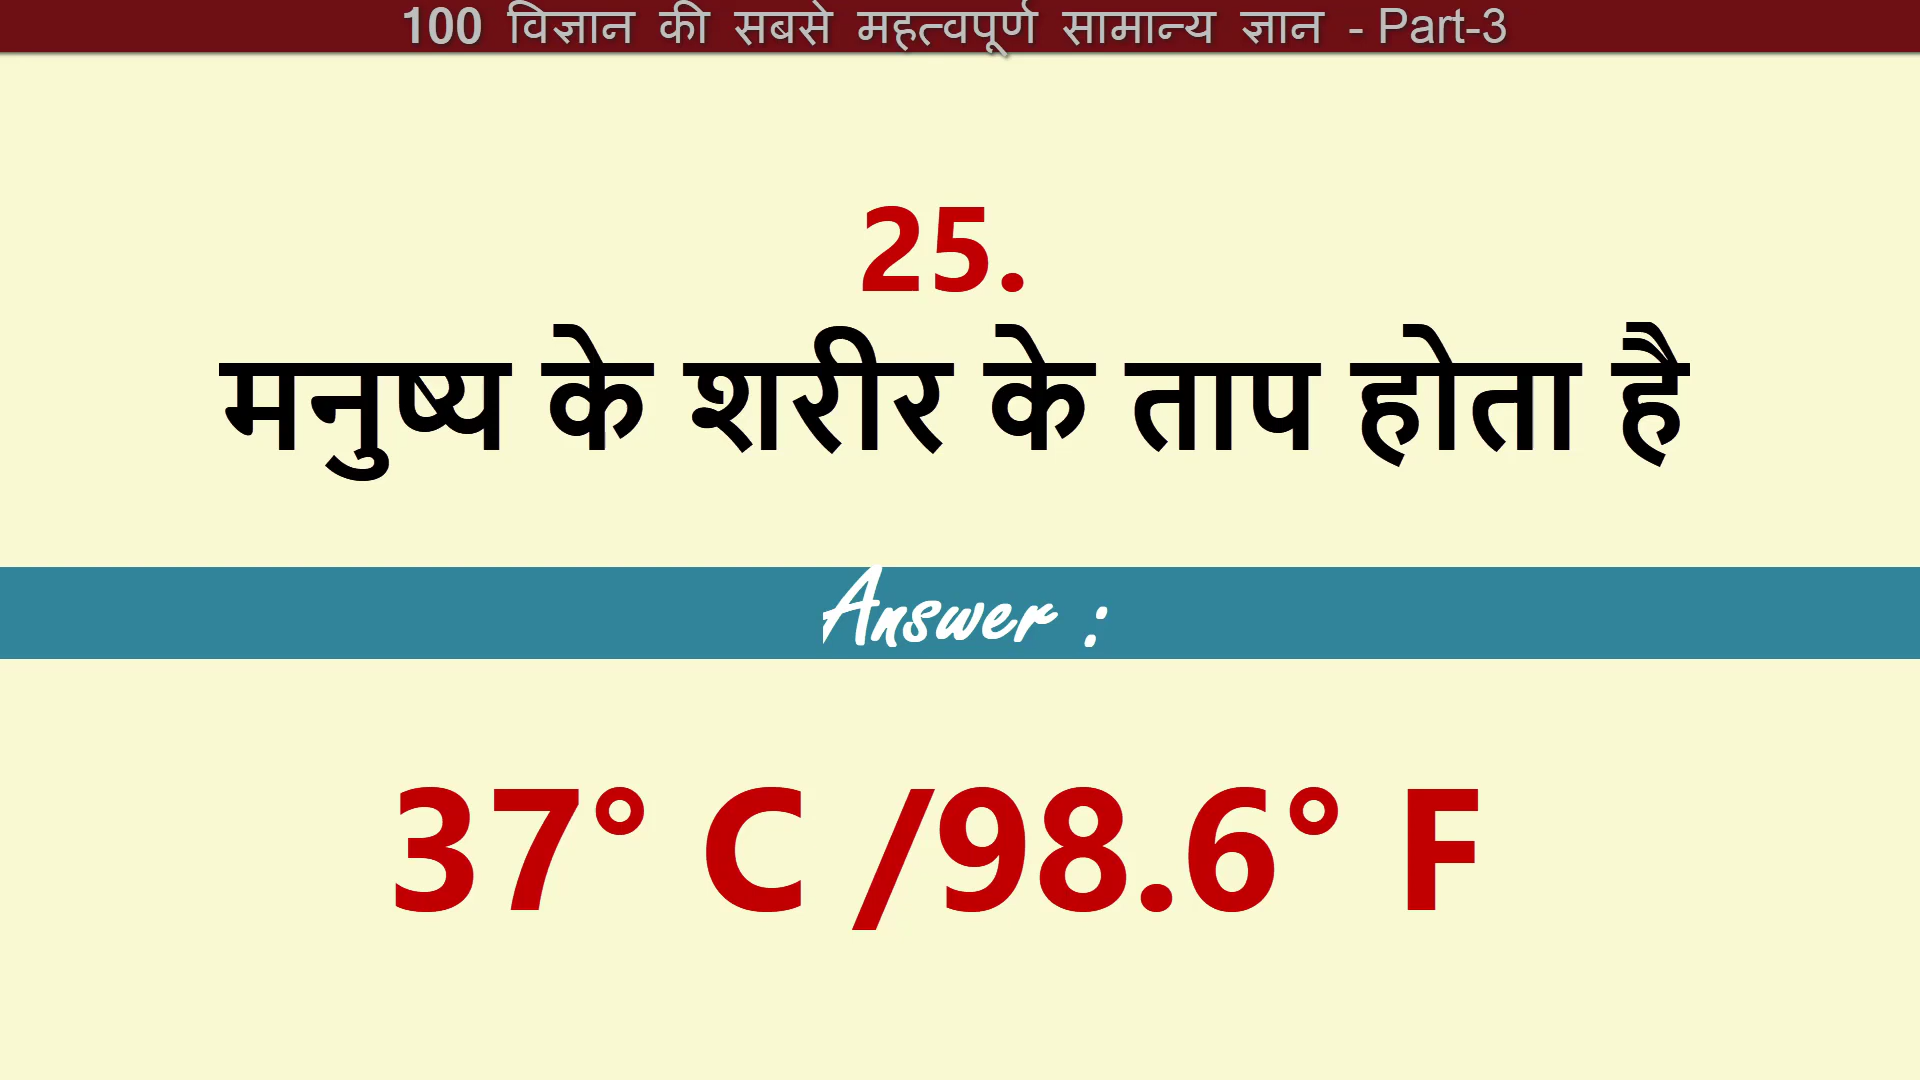 100 विज्ञान की सबसे महत्वपूर्ण सामान्य ज्ञान - Part-3
25.
मनुष्य के शरीर के ताप होता है
Answer :
37° C /98.6° F